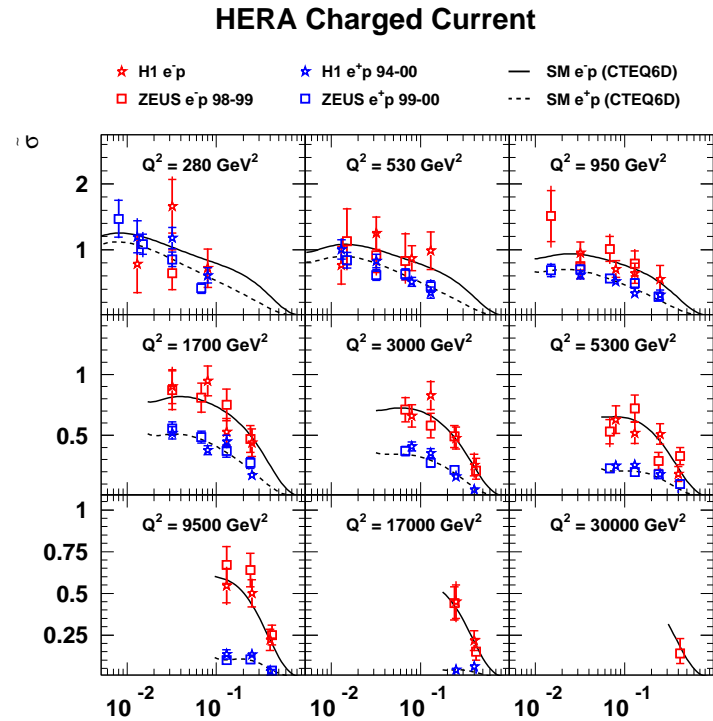 HERA Charged Current
H1 e⁻p
H1 e⁺p 94-00
SM e⁻p (CTEQ6D)
ZEUS e⁻p 98-99
ZEUS e⁺p 99-00
SM e⁺p (CTEQ6D)
σ̃
Q² = 280 GeV²
Q² = 530 GeV²
Q² = 950 GeV²
2
1
Q² = 1700 GeV²
Q² = 3000 GeV²
Q² = 5300 GeV²
1
0.5
Q² = 9500 GeV²
Q² = 17000 GeV²
Q² = 30000 GeV²
1
0.75
0.5
0.25
10⁻² 10⁻¹ 10⁻² 10⁻¹ 10⁻² 10⁻¹